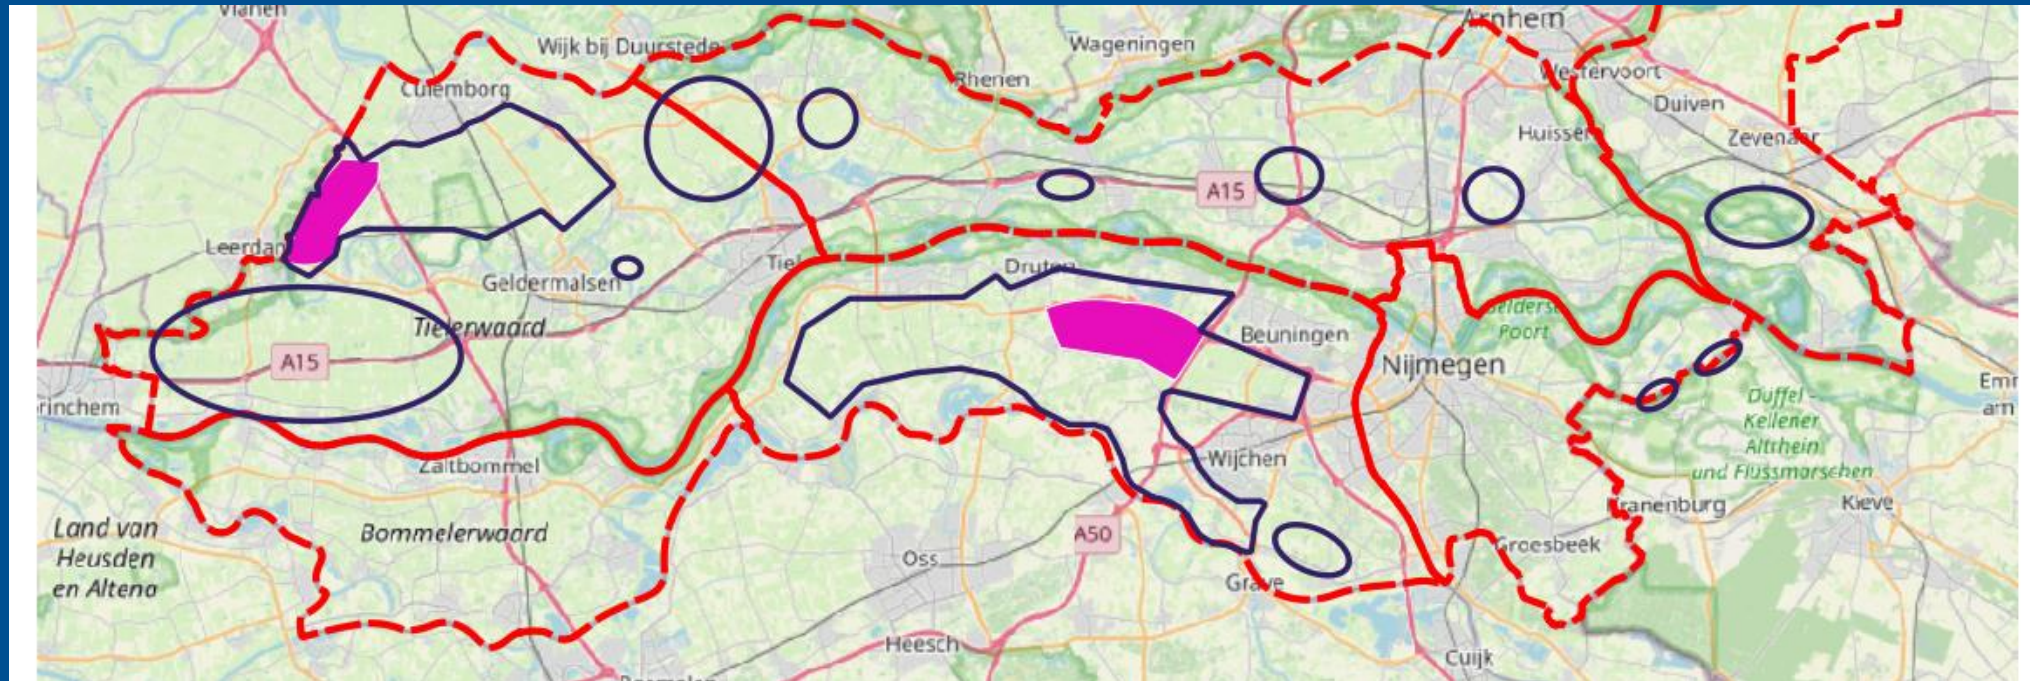 Vianen
Arnhem
Wijk bij Duurstede
Wageningen
Rhenen
Westervoort
Culemborg
Duiven
Huissen
Zevenaar
A15
Leerdam
Tiel
Druten
Geldermalsen
Gelderse
Poort
Tielerwaard
Beuningen
A15
Nijmegen
Emm
am
rinchem
Düffel -
Kellener
Altrhein
und Flussmarschen
Zaltbommel
Wijchen
Kranenburg
Kleve
Land van
Heusden
en Altena
Bommelerwaard
A50
Oss
Groesbeek
Grave
Heesch
Cuijk